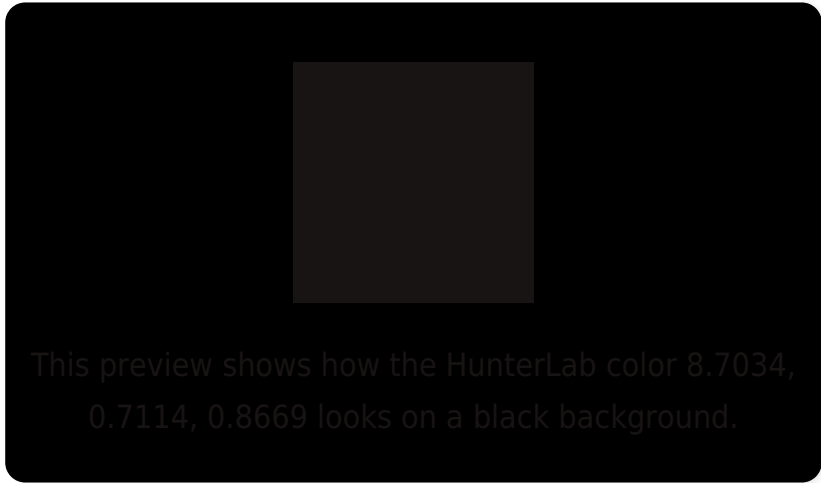 This preview shows how the HunterLab color 8.7034,
0.7114, 0.8669 looks on a black background.